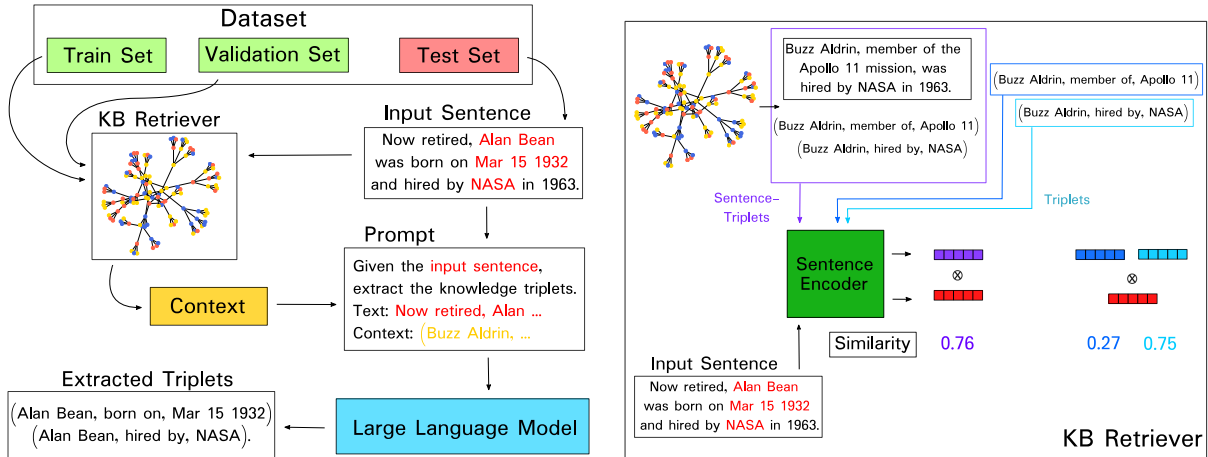 Dataset
Train Set
Validation Set
Test Set
KB Retriever
Input Sentence
Now retired, Alan Bean
was born on Mar 15 1932
and hired by NASA in 1963.
Prompt
Given the input sentence,
extract the knowledge triplets.
Text: Now retired, Alan ...
Context: (Buzz Aldrin, ...
Context
Extracted Triplets
(Alan Bean, born on, Mar 15 1932)
(Alan Bean, hired by, NASA).
Large Language Model
Buzz Aldrin, member of the
Apollo 11 mission, was
hired by NASA in 1963.
(Buzz Aldrin, member of, Apollo 11)
(Buzz Aldrin, hired by, NASA)
(Buzz Aldrin, member of, Apollo 11)
(Buzz Aldrin, hired by, NASA)
Sentence-
Triplets
Triplets
Sentence
Encoder
Similarity
0.76
0.27
0.75
Input Sentence
Now retired, Alan Bean
was born on Mar 15 1932
and hired by NASA in 1963.
KB Retriever